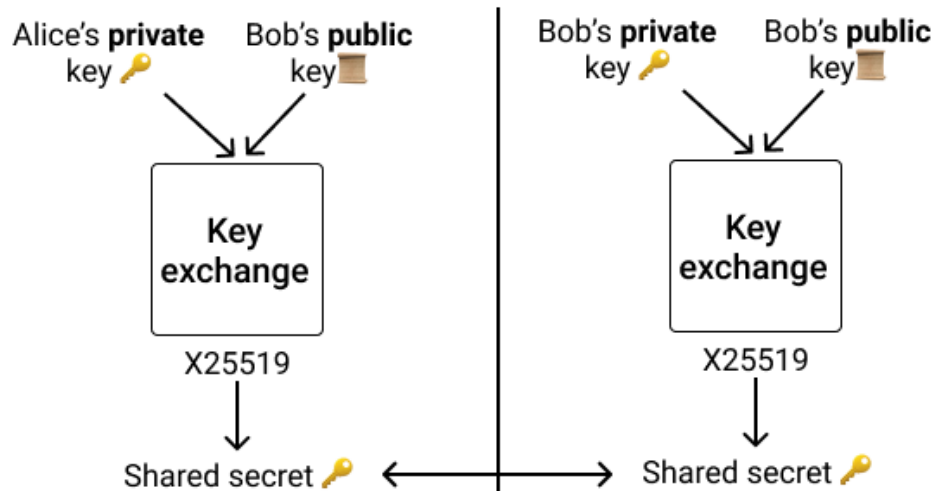 Alice's private
key
Bob's public
key
Key
exchange
X25519
Shared secret
Bob's private
key
Bob's public
key
Key
exchange
X25519
Shared secret